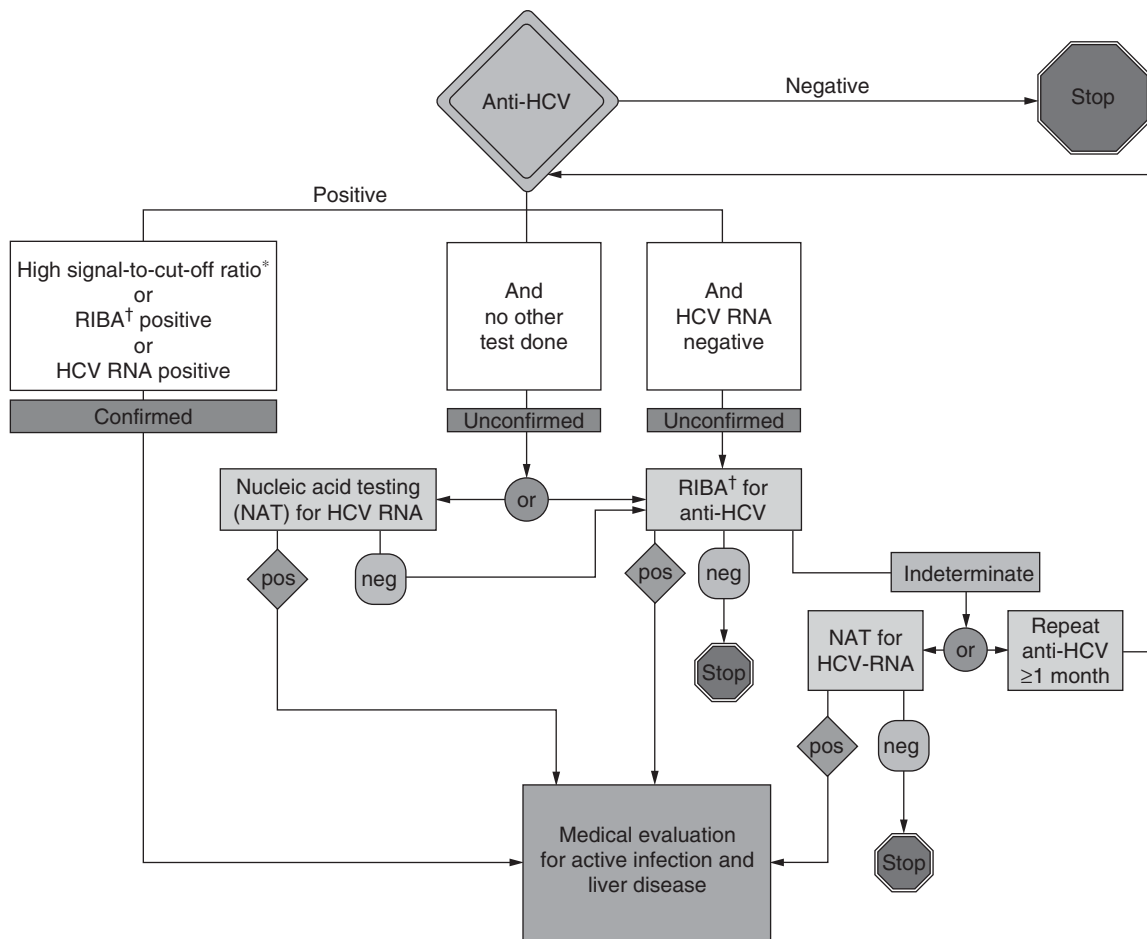 Anti-HCV
Negative
Stop
Positive
High signal-to-cut-off ratio*
or
RIBA† positive
or
HCV RNA positive
And
no other
test done
And
HCV RNA
negative
Confirmed
Unconfirmed
Unconfirmed
Nucleic acid testing
(NAT) for HCV RNA
or
RIBA† for
anti-HCV
pos
neg
pos
neg
Indeterminate
Stop
NAT for
HCV-RNA
or
Repeat
anti-HCV
≥1 month
pos
neg
Medical evaluation
for active infection and
liver disease
Stop